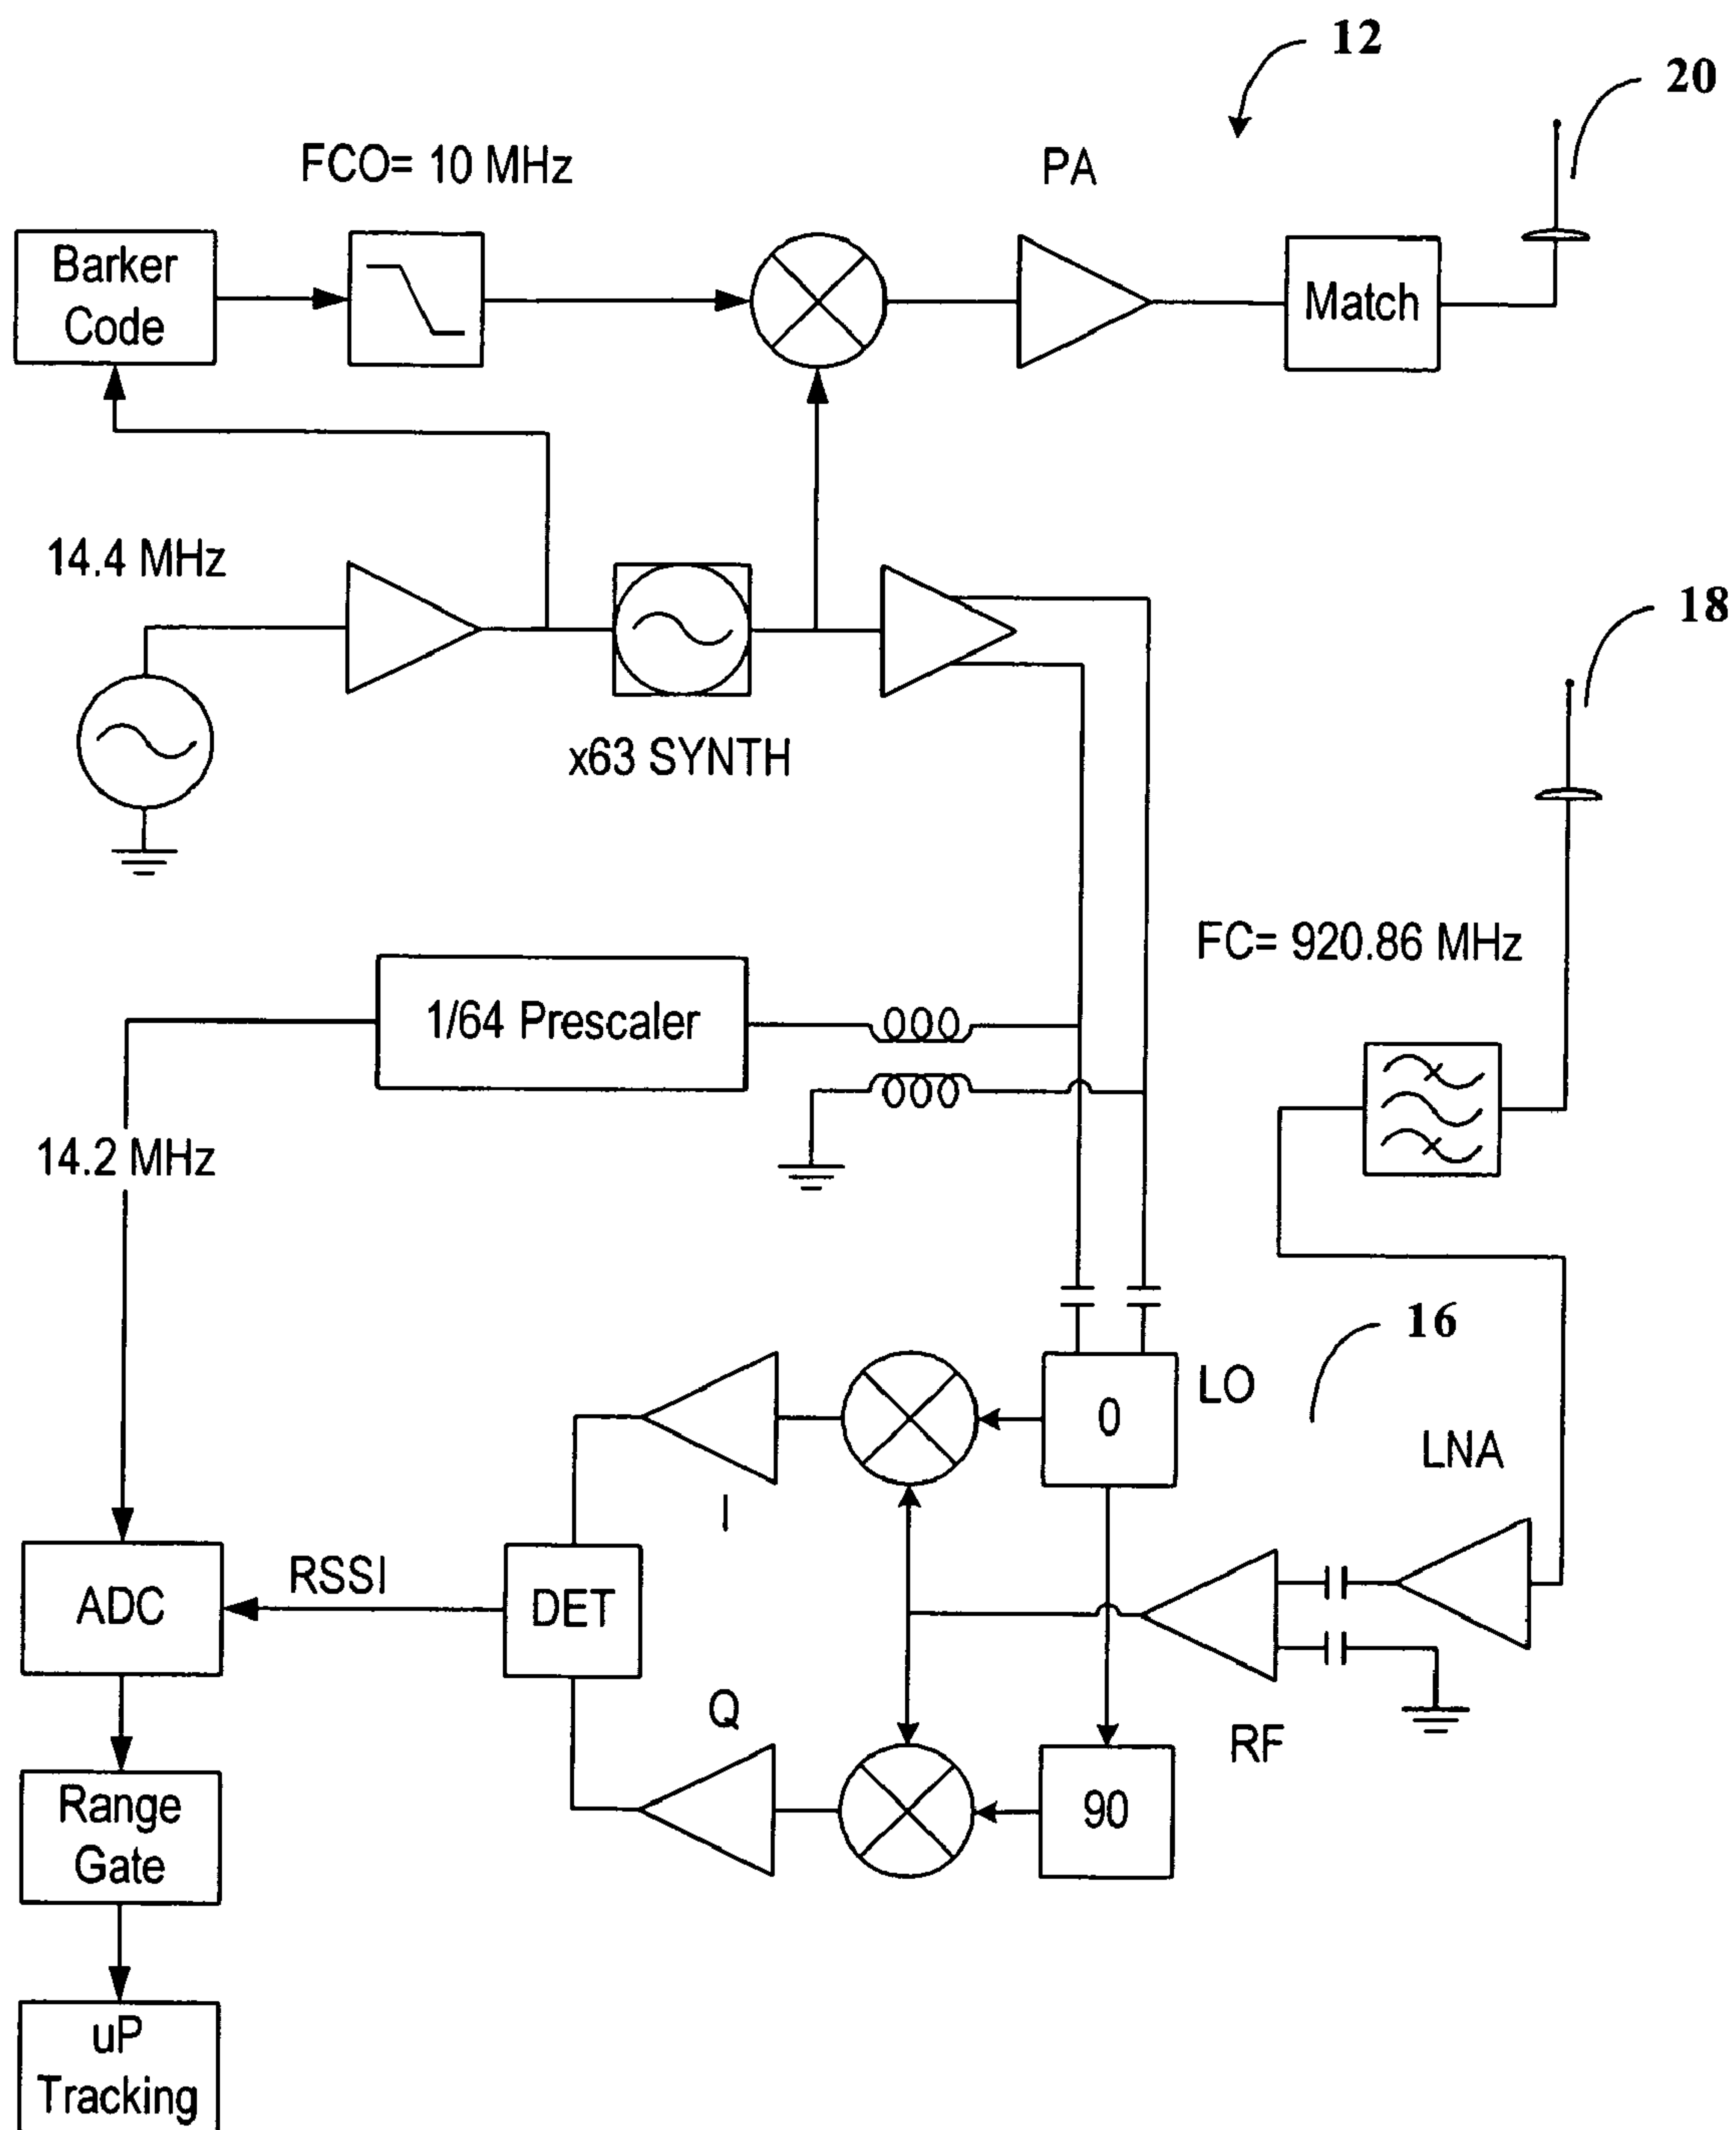 12
20
FCO= 10 MHz
PA
Barker
Code
Match
14.4 MHz
18
x63 SYNTH
FC= 920.86 MHz
1/64 Prescaler
14.2 MHz
16
LO
0
LNA
I
RSSI
ADC
DET
Q
RF
Range
Gate
90
uP
Tracking